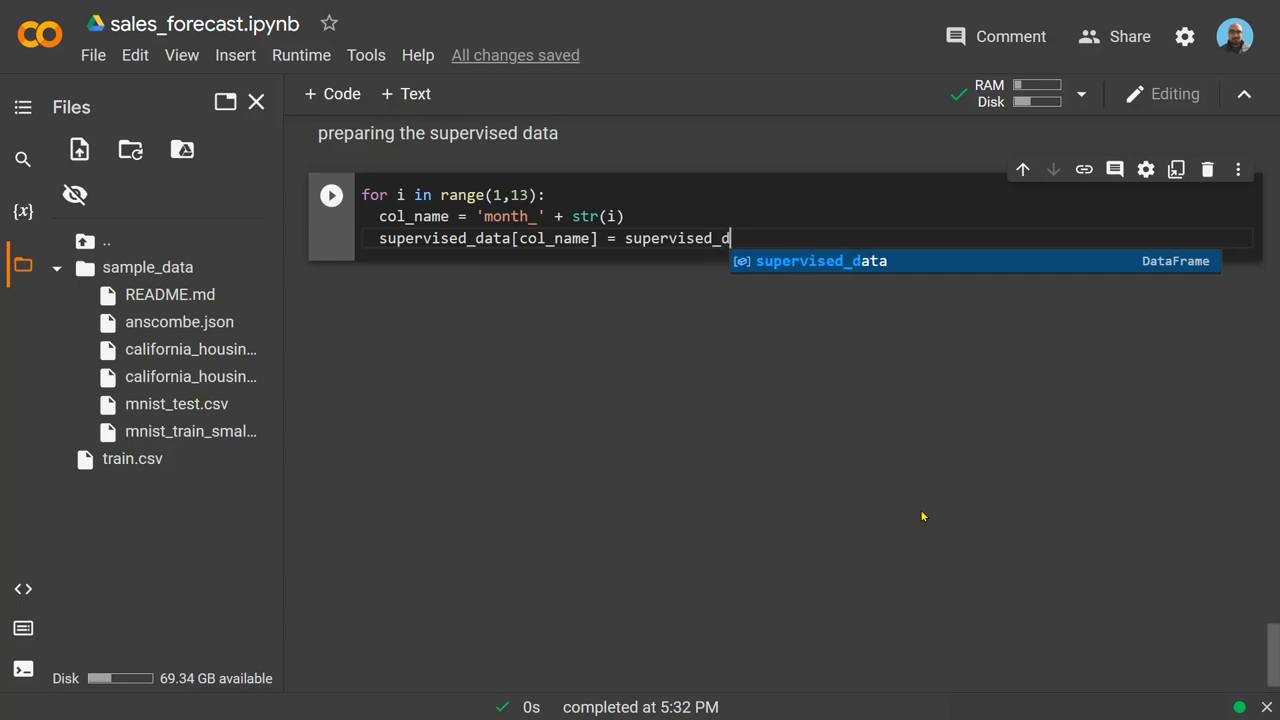 sales_forecast.ipynb
File Edit View Insert Runtime Tools Help All changes saved
Comment
Share
Files
+ Code + Text
RAM
Disk
Editing
{x}
..
sample_data
README.md
anscombe.json
california_housin...
california_housin...
mnist_test.csv
mnist_train_smal...
train.csv
Disk 69.34 GB available
preparing the supervised data
for i in range(1,13):
col_name = 'month_' + str(i)
supervised_data[col_name] = supervised_d
supervised_data DataFrame
0s completed at 5:32 PM